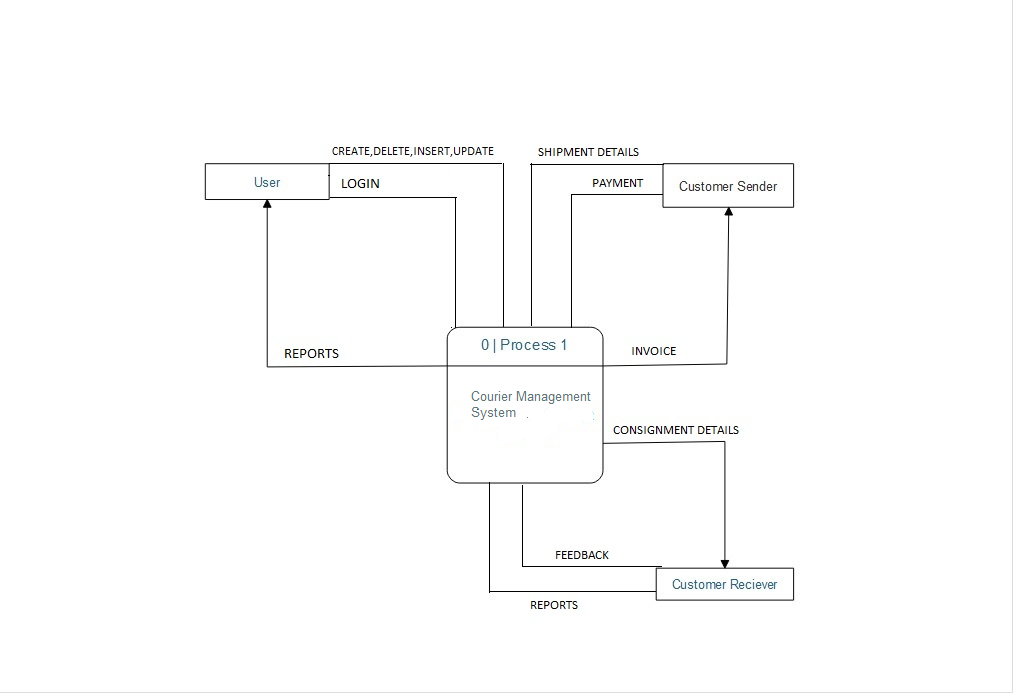 CREATE,DELETE,INSERT,UPDATE
SHIPMENT DETAILS
User
LOGIN
PAYMENT
Customer Sender
0 | Process 1
REPORTS
INVOICE
Courier Management
System
CONSIGNMENT DETAILS
FEEDBACK
Customer Reciever
REPORTS